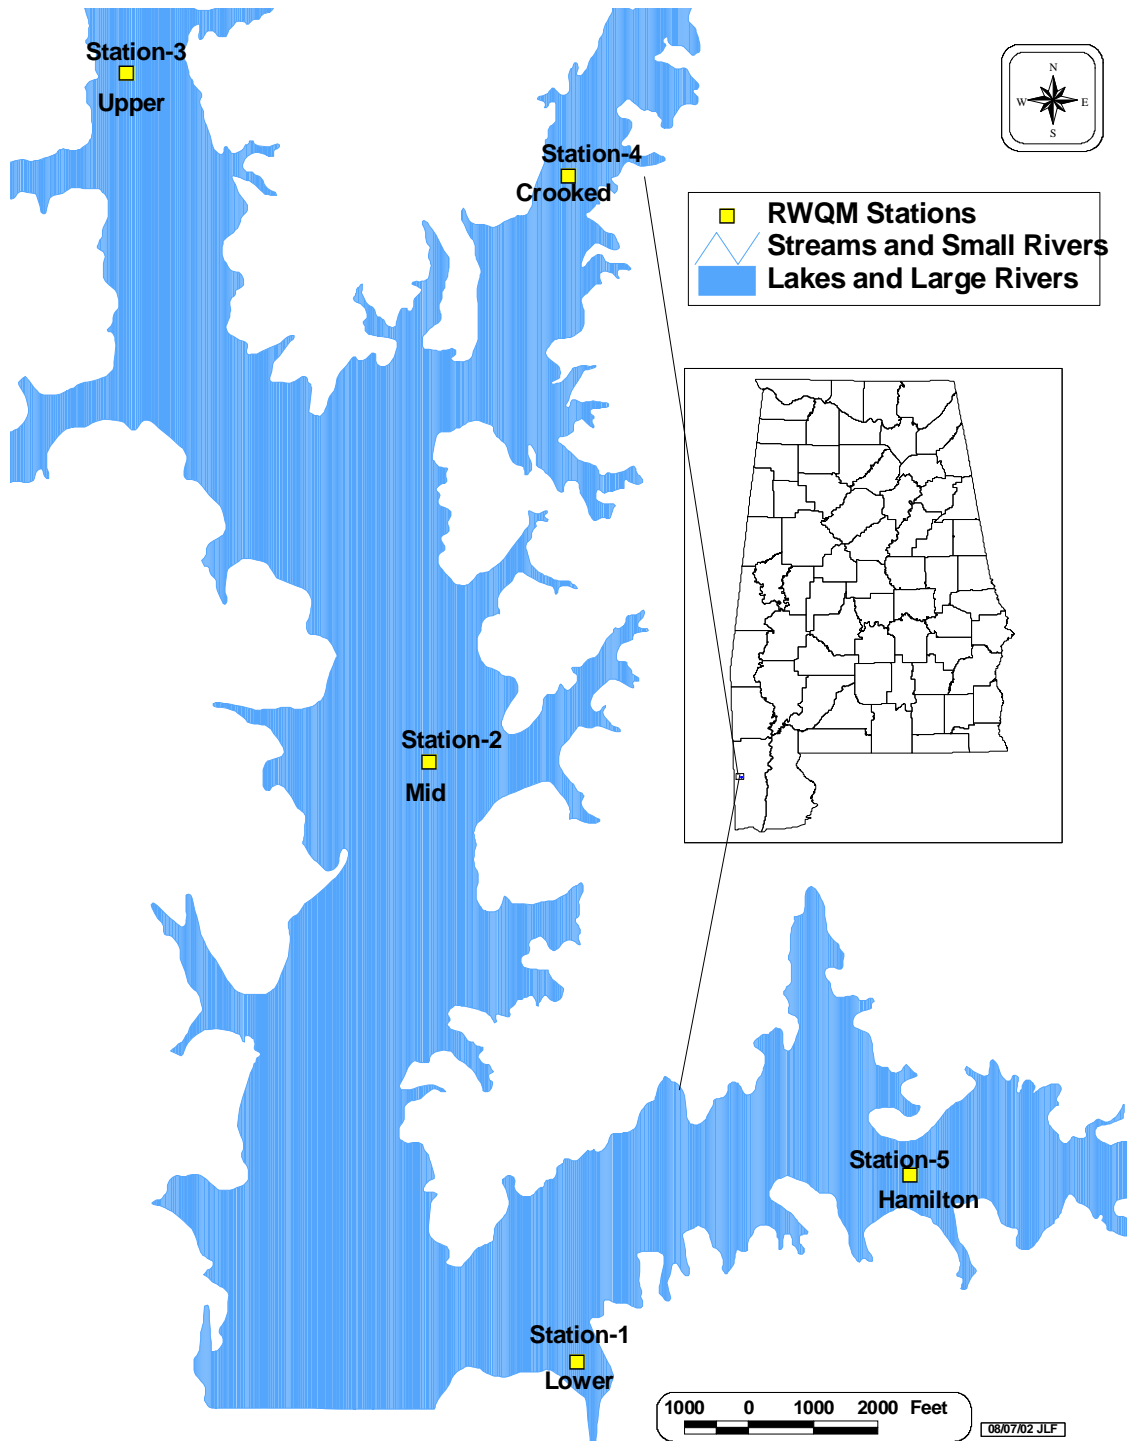 Station-3
Upper
Station-4
Crooked
N
W E
S
RWQM Stations
Streams and Small Rivers
Lakes and Large Rivers
Station-2
Mid
Station-5
Hamilton
Station-1
Lower
1000 0 1000 2000 Feet
08/07/02 JLF